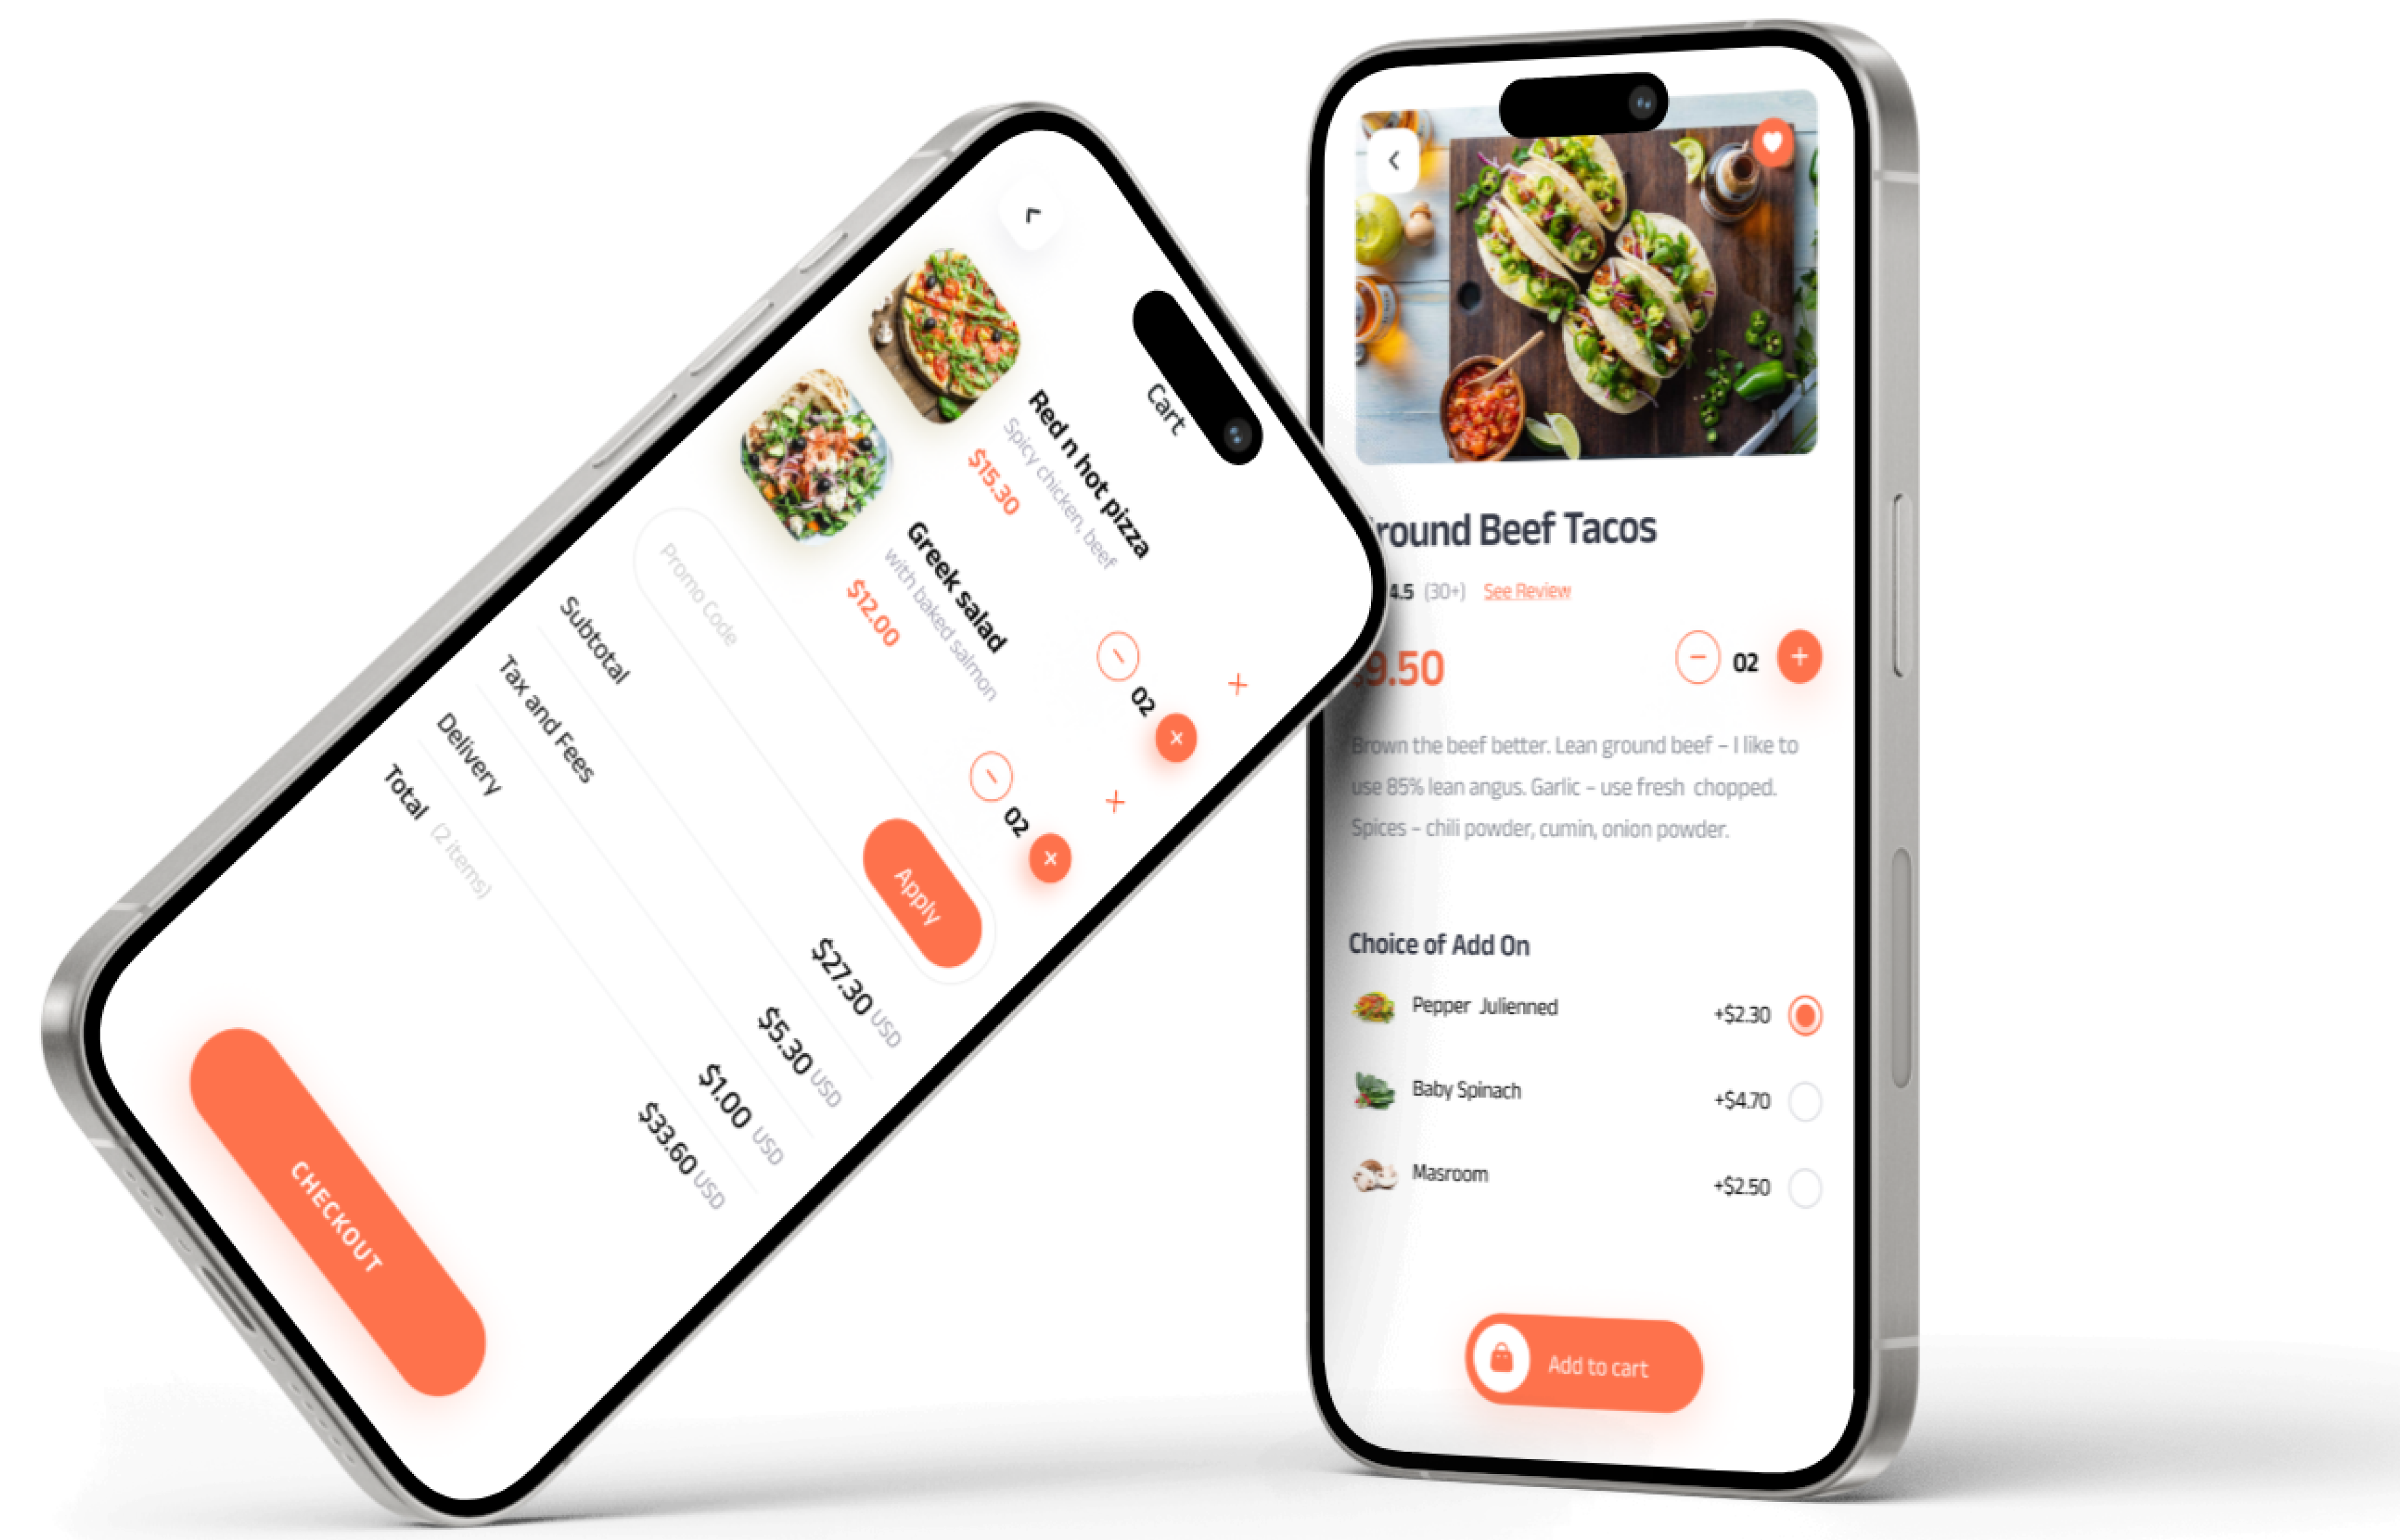 Cart
Red n hot pizza
Spicy chicken, beef
$15.30
02
Greek salad
with baked salmon
$12.00
02
Promo Code
Apply
Subtotal
$27.30 USD
Tax and Fees
$5.30 USD
Delivery
$1.00 USD
Total (2 items)
$33.60 USD
CHECKOUT
round Beef Tacos
4.5 (30+) See Review
9.50
02
Brown the beef better. Lean ground beef – I like to
use 85% lean angus. Garlic – use fresh chopped.
Spices – chili powder, cumin, onion powder.
Choice of Add On
Pepper Julienned
+$2.30
Baby Spinach
+$4.70
Masroom
+$2.50
Add to cart